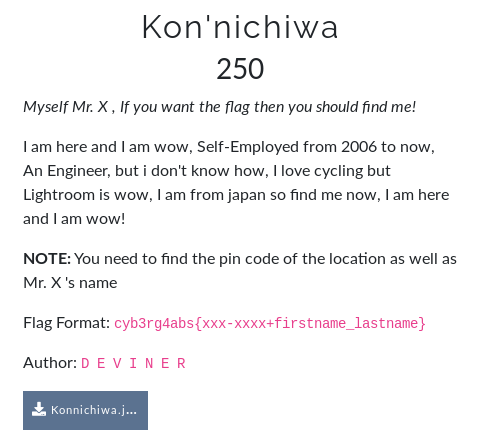 Kon'nichiwa
250
Myself Mr. X , If you want the flag then you should find me!
I am here and I am wow, Self-Employed from 2006 to now,
An Engineer, but i don't know how, I love cycling but
Lightroom is wow, I am from japan so find me now, I am here
and I am wow!
NOTE: You need to find the pin code of the location as well as
Mr. X 's name
Flag Format: cyb3rg4abs{xxx-xxxx+firstname_lastname}
Author: D E V I N E R
Konnichiwa.j...